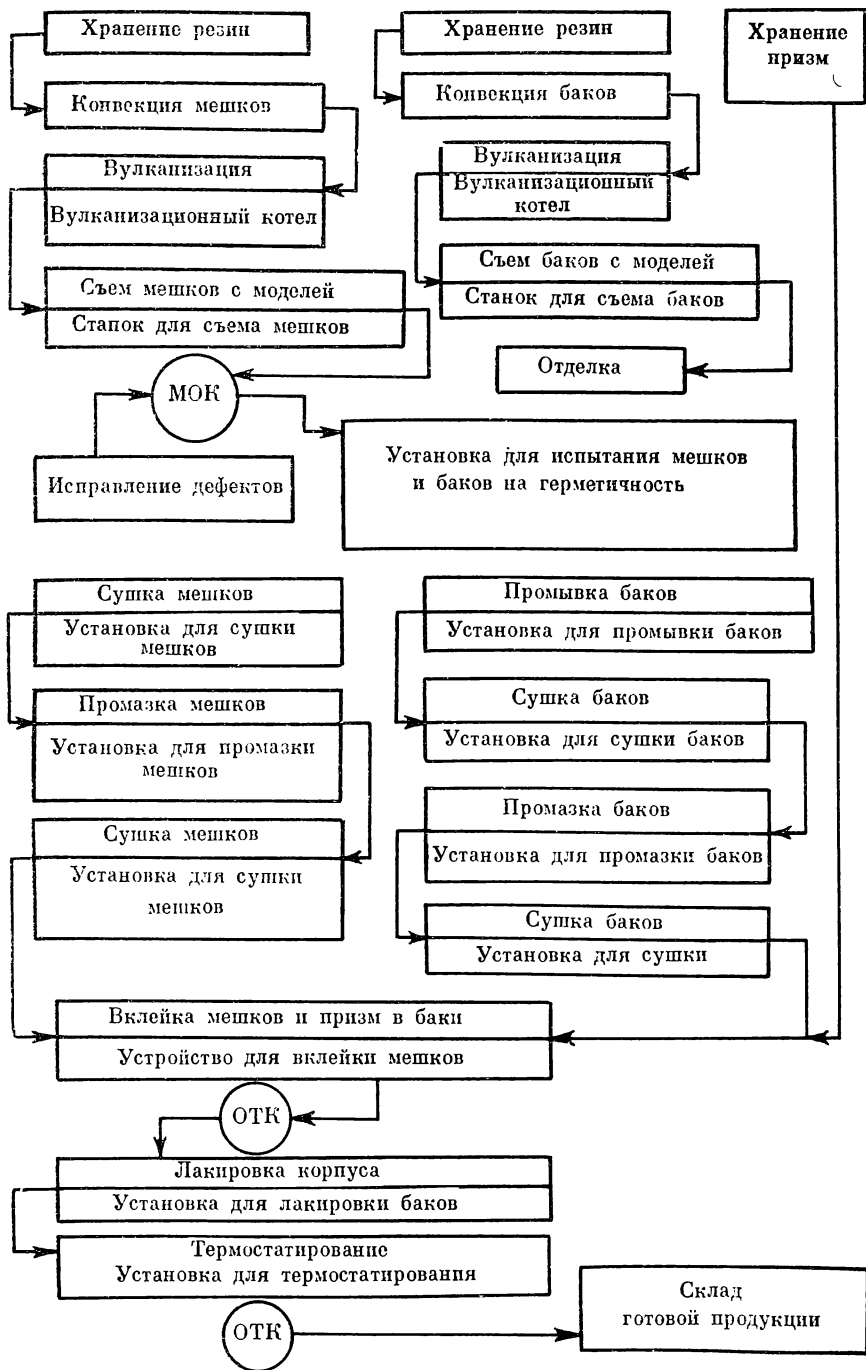 Хранение резин
Хранение резин
Хранение
призм
Конвекция мешков
Конвекция баков
Вулканизация
Вулканизационный котел
Вулканизация
Вулканизационный
котел
Съем мешков с моделей
Стапок для съема мешков
Съем баков с моделей
Станок для съема баков
МОК
Отделка
Исправление дефектов
Установка для испытания мешков
и баков на герметичность
Сушка мешков
Установка для сушки
мешков
Промывка баков
Установка для промывки баков
Промазка мешков
Установка для промазки
мешков
Сушка баков
Установка для сушки баков
Сушка мешков
Установка для сушки
мешков
Промазка баков
Установка для промазки баков
Сушка баков
Установка для сушки
Вклейка мешков и призм в баки
Устройство для вклейки мешков
ОТК
Лакировка корпуса
Установка для лакировки баков
Термостатирование
Установка для термостатирования
ОТК
Склад
готовой продукции